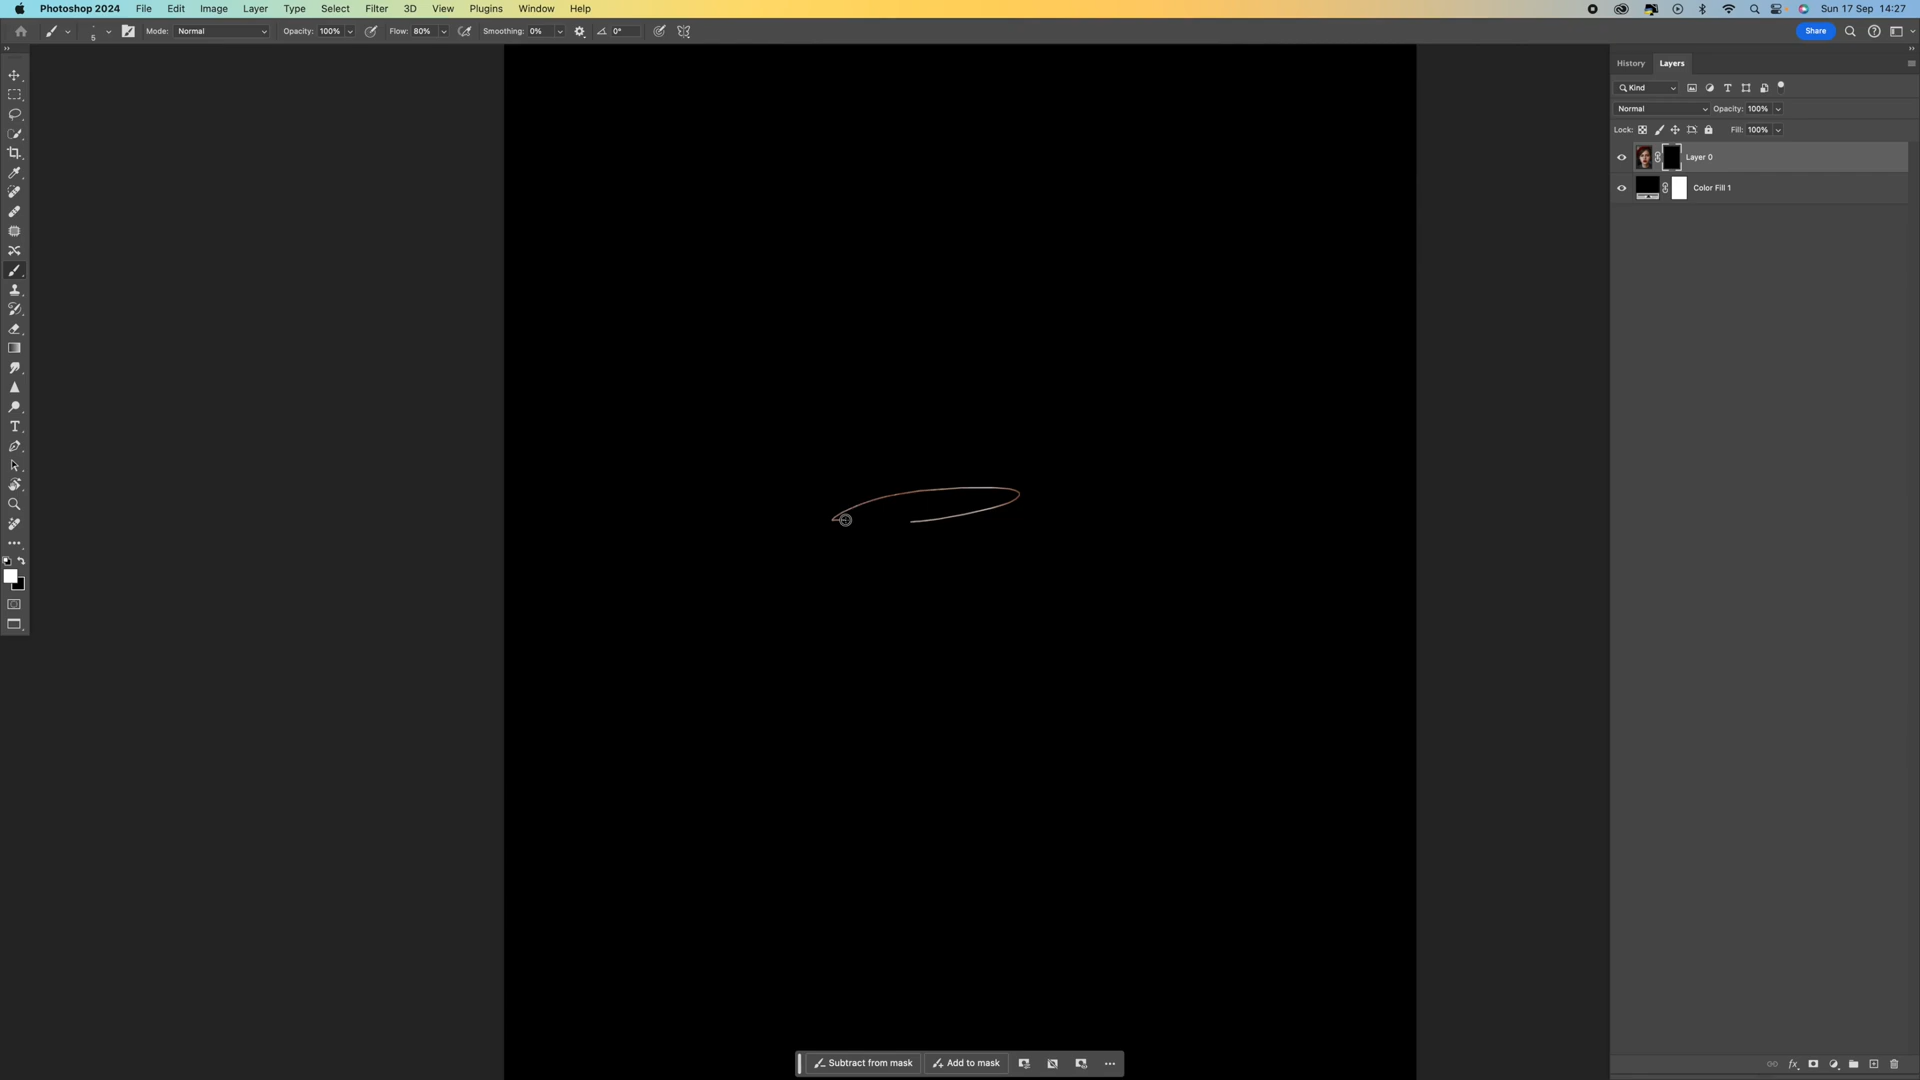 Photoshop 2024 File Edit Image Layer Type Select Filter 3D View Plugins Window Help Sun 17 Sep 14:27
5 Mode: Normal Opacity: 100% Flow: 80% Smoothing: 0% 0° Share
History Layers
Kind
Normal Opacity: 100%
Lock: Fill: 100%
Layer 0
Color Fill 1
Subtract from mask Add to mask